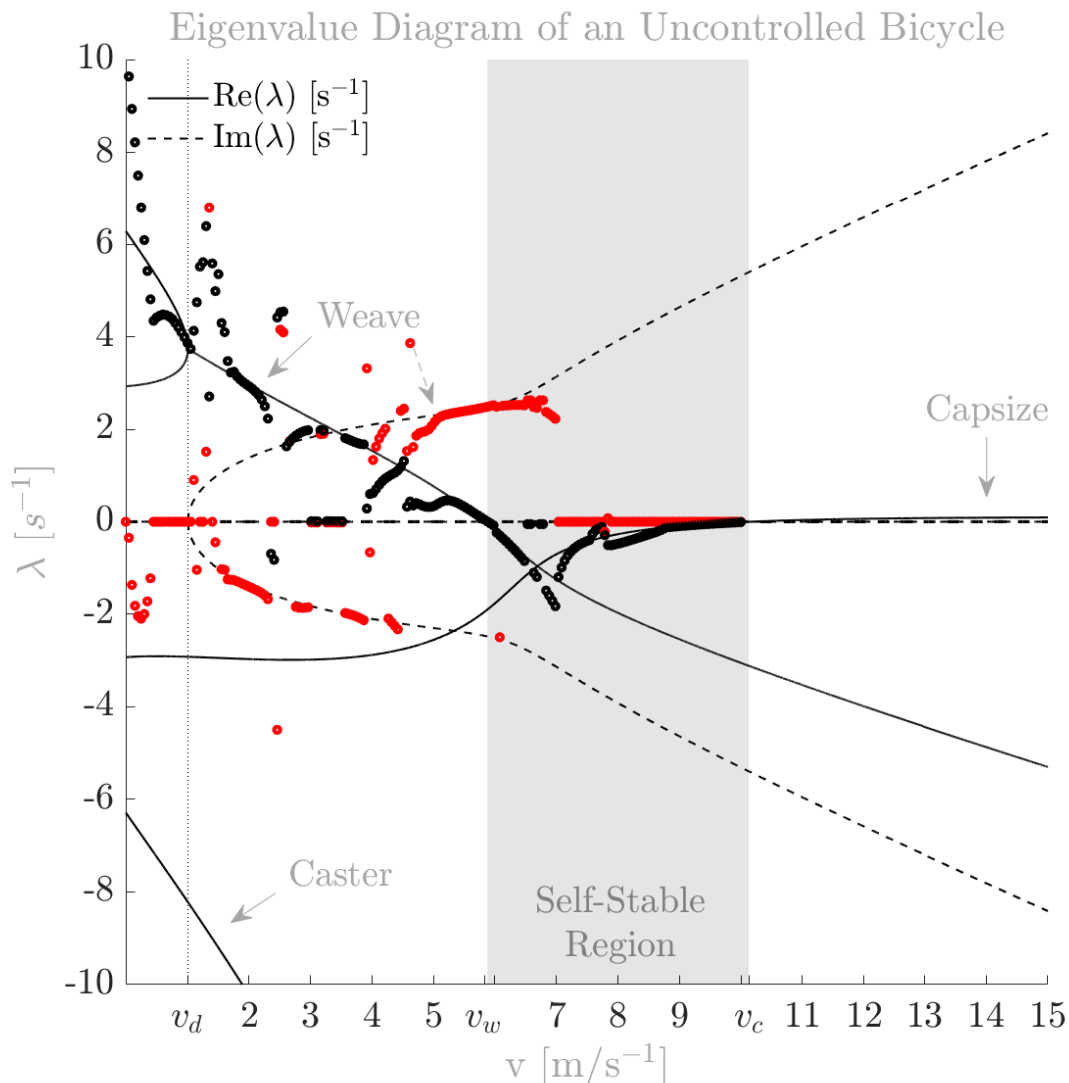 Eigenvalue Diagram of an Uncontrolled Bicycle
10
Re(λ) [s⁻¹]
Im(λ) [s⁻¹]
8
6
Weave
4
Capsize
2
0
λ [s⁻¹]
-2
-4
-6
Caster
-8
Self-Stable
Region
-10
v_d 2 3 4 5 v_w 7 8 9 v_c 11 12 13 14 15
v [m/s⁻¹]